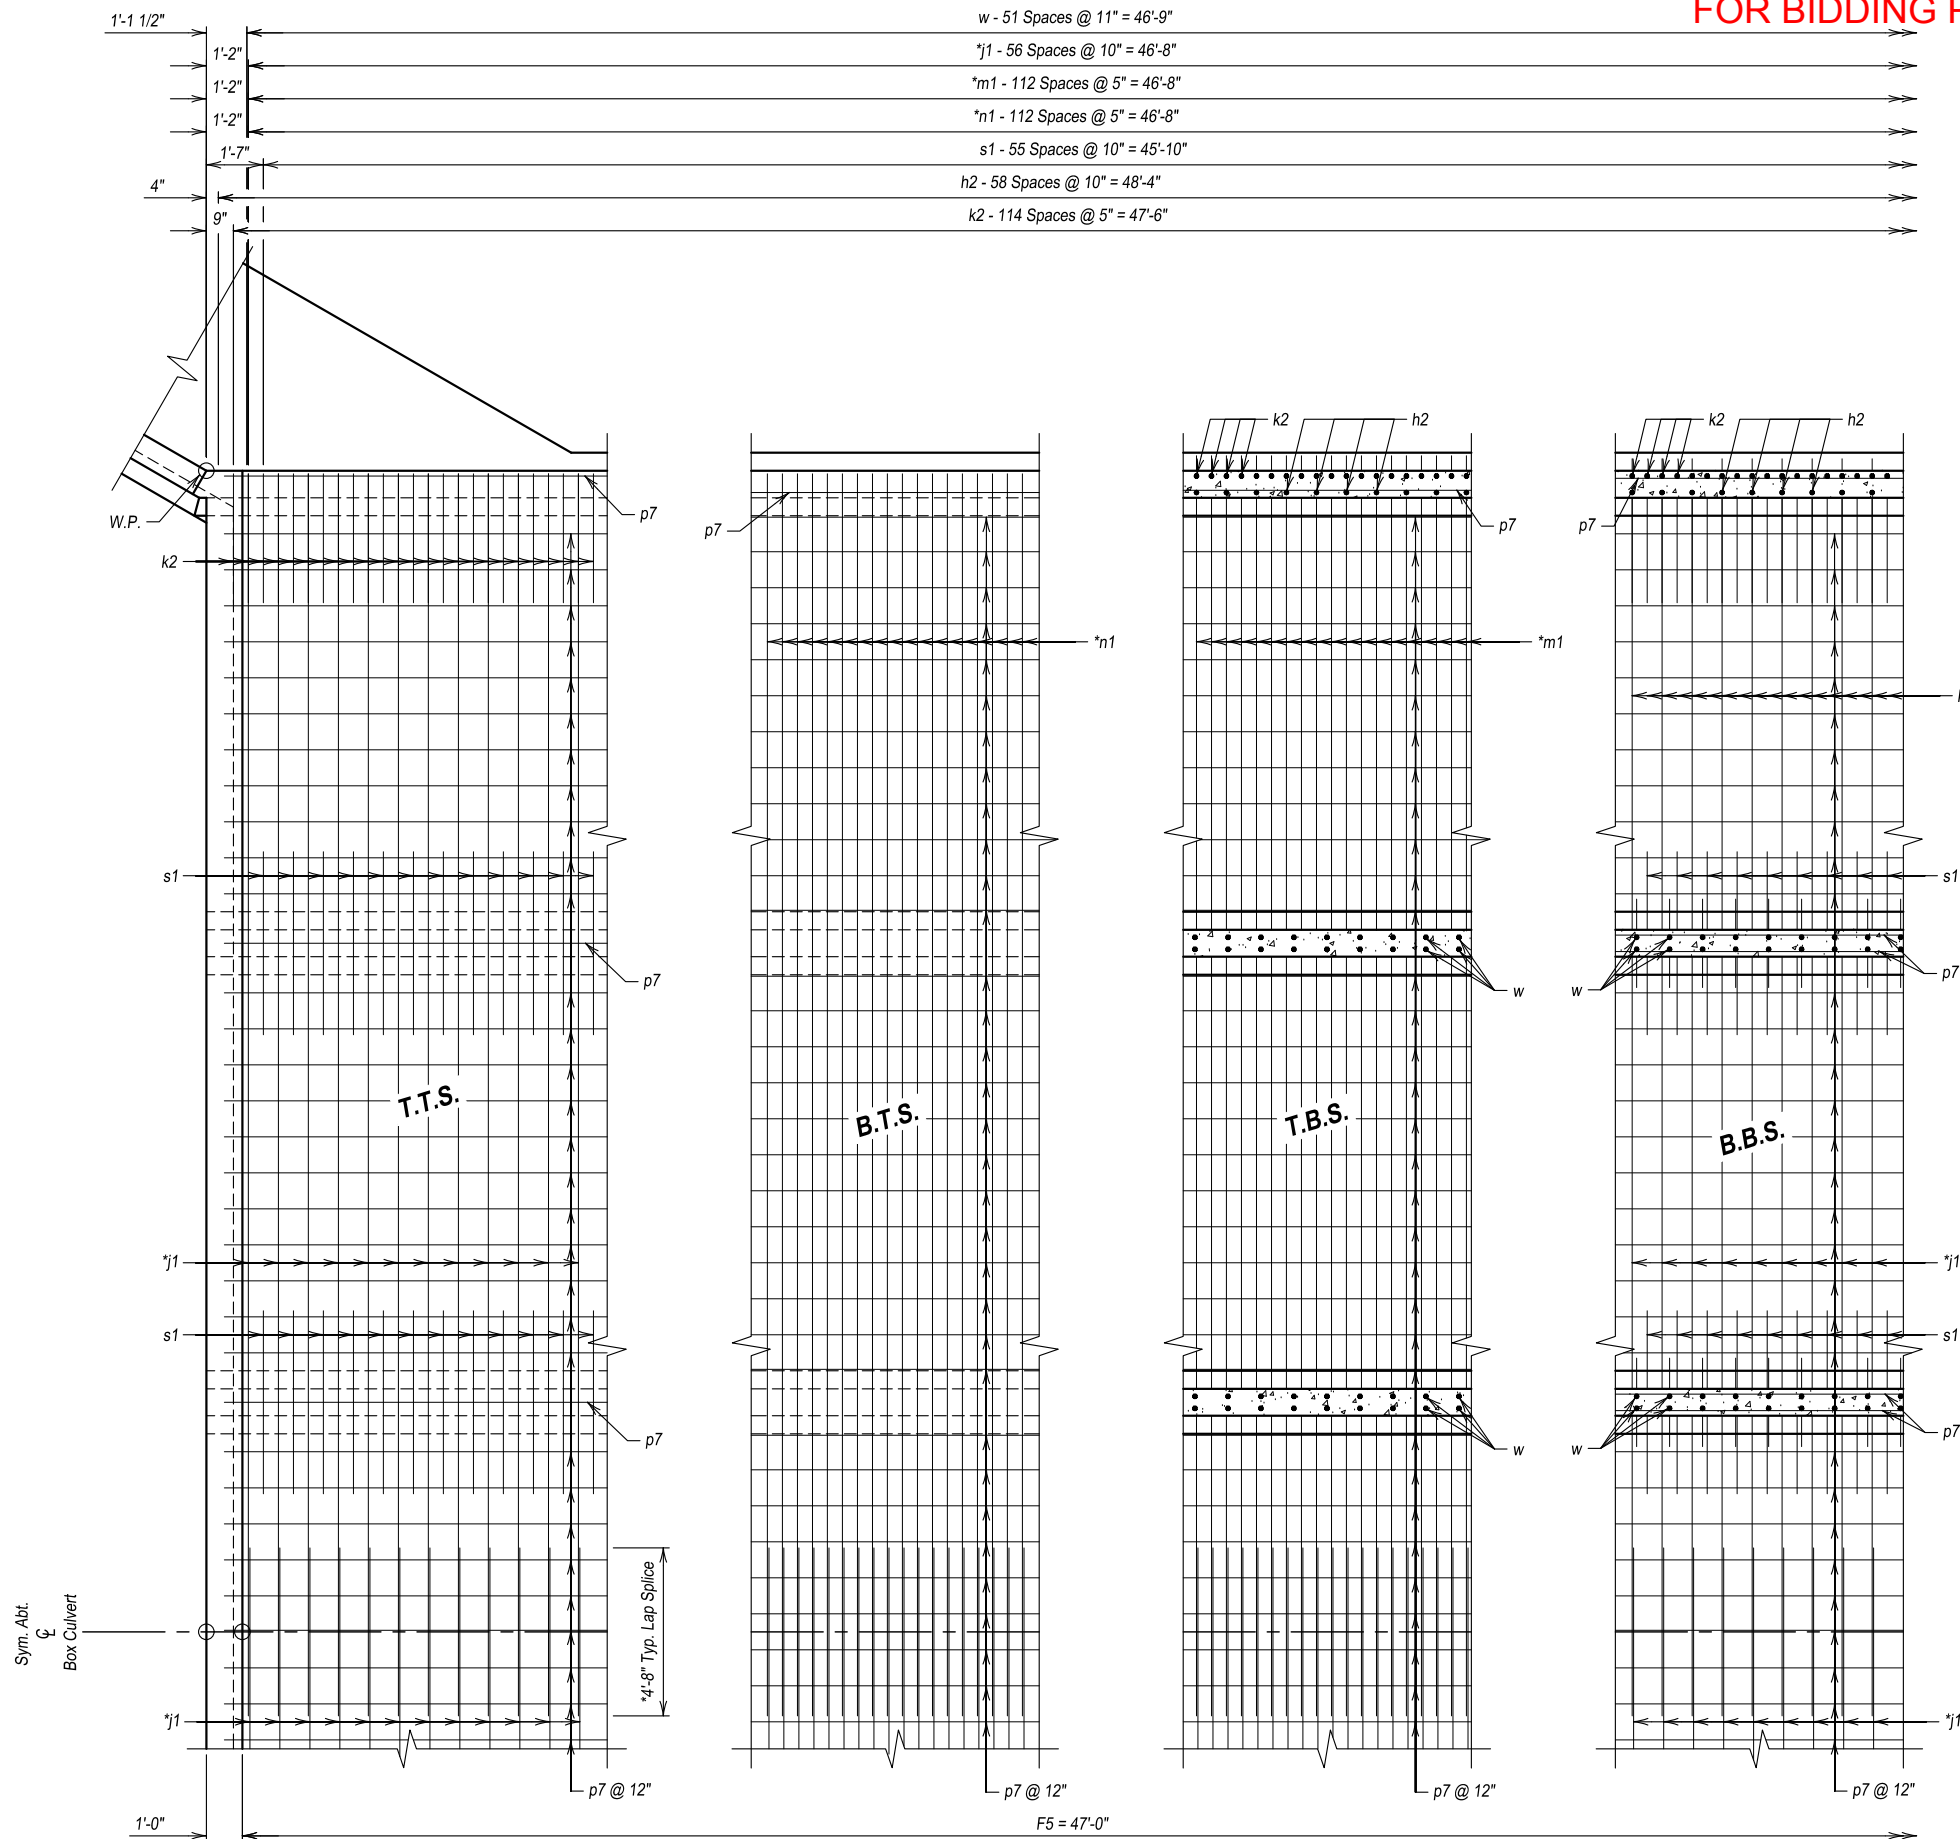 FOR BIDDING P
1'-1 1/2"
w - 51 Spaces @ 11" = 46'-9"
1'-2"
*j1 - 56 Spaces @ 10" = 46'-8"
1'-2"
*m1 - 112 Spaces @ 5" = 46'-8"
1'-2"
*n1 - 112 Spaces @ 5" = 46'-8"
1'-7"
s1 - 55 Spaces @ 10" = 45'-10"
4"
h2 - 58 Spaces @ 10" = 48'-4"
9"
k2 - 114 Spaces @ 5" = 47'-6"
k2
h2
k2
h2
W.P.
p7
p7
p7
p7
k2
*n1
*m1
s1
s1
p7
p7
w
w
T.T.S.
B.T.S.
T.B.S.
B.B.S.
*j1
*j1
s1
s1
p7
p7
w
w
*4'-8" Typ. Lap Splice
Sym. Abt.
℄
Box Culvert
*j1
*j1
p7 @ 12"
p7 @ 12"
p7 @ 12"
p7 @ 12"
1'-0"
F5 = 47'-0"